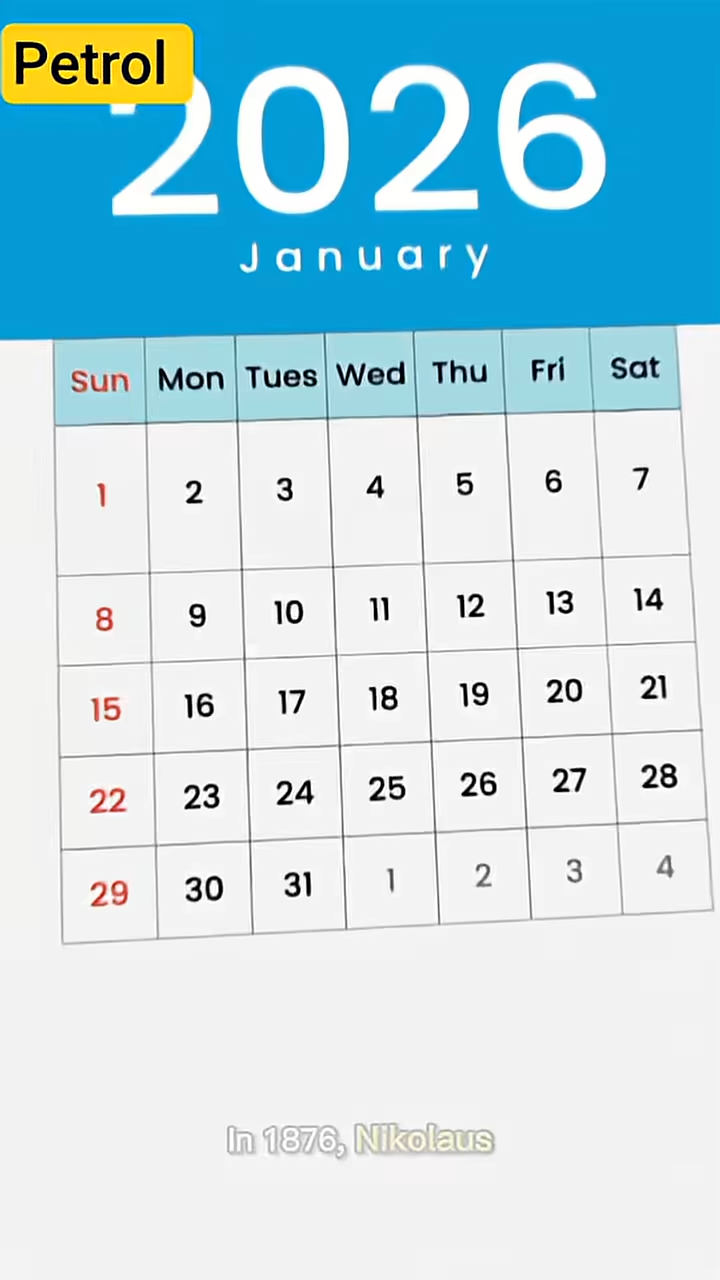 Petrol
2026
January
Sun Mon Tues Wed Thu Fri Sat
1 2 3 4 5 6 7
8 9 10 11 12 13 14
15 16 17 18 19 20 21
22 23 24 25 26 27 28
29 30 31 1 2 3 4
In 1876, Nikolaus